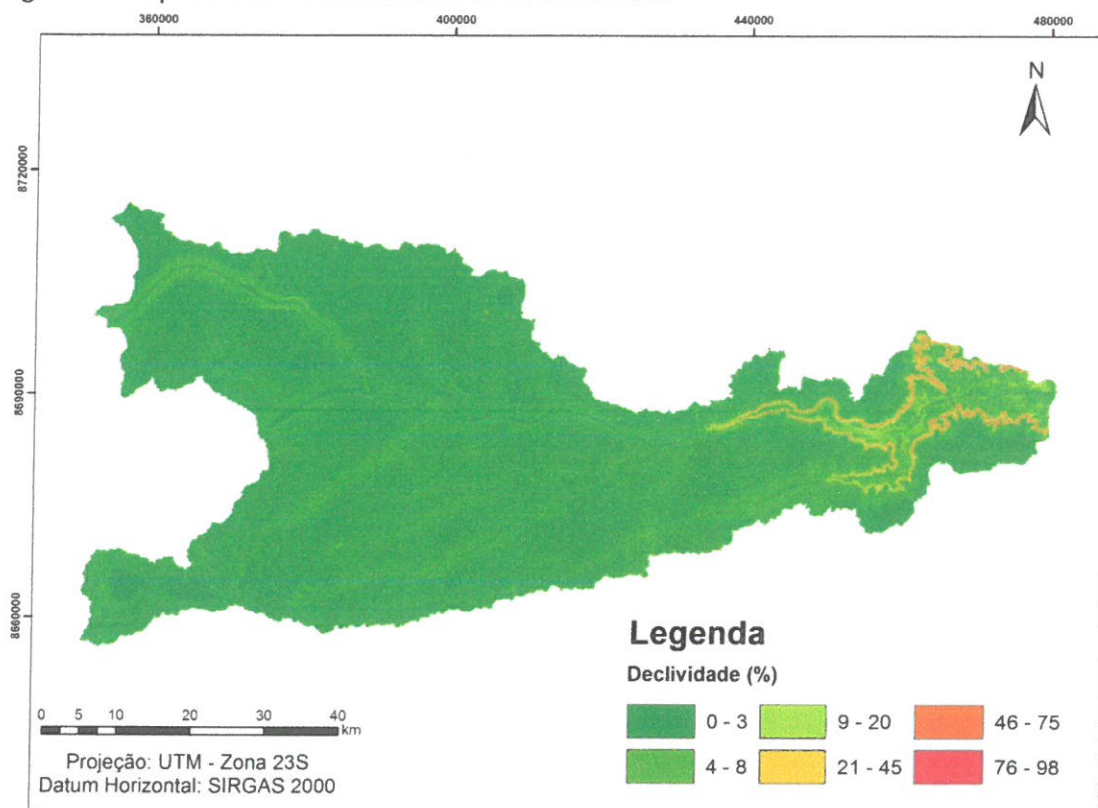 360000 400000 440000 480000
N
8720000
8690000
8660000
Legenda
Declividade (%)
0 - 3 9 - 20 46 - 75
4 - 8 21 - 45 76 - 98
0 5 10 20 30 40 km
Projeção: UTM - Zona 23S
Datum Horizontal: SIRGAS 2000